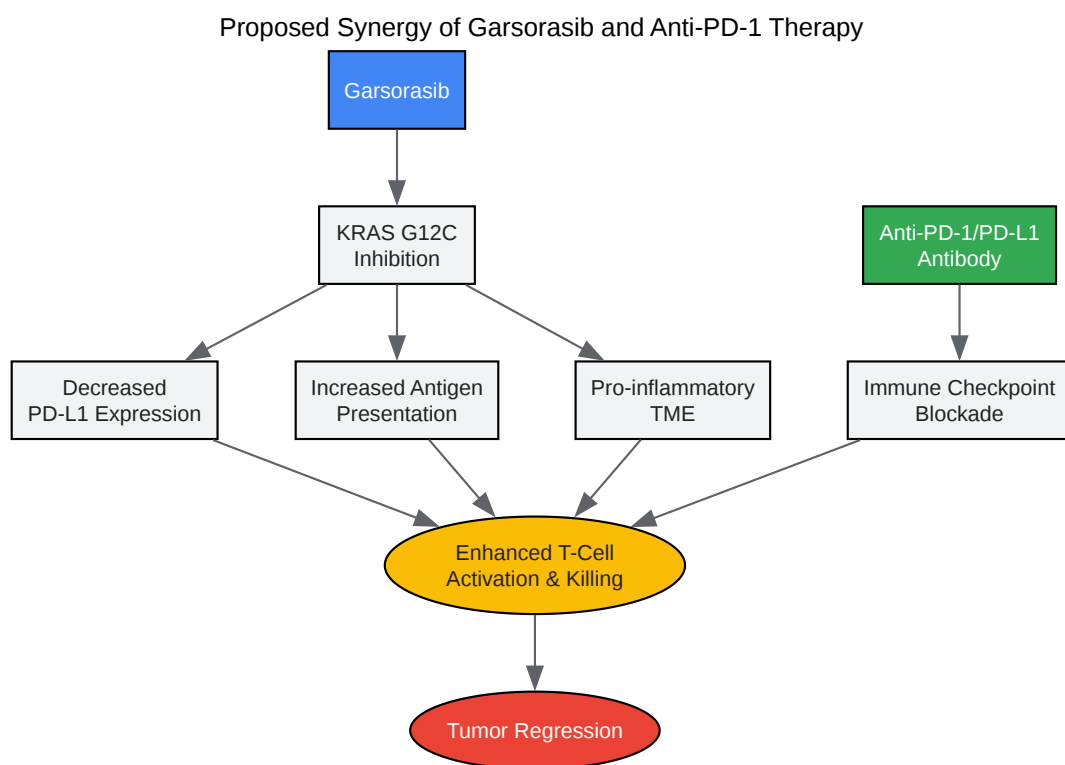 Proposed Synergy of Garsorasib and Anti-PD-1 Therapy
Garsorasib
KRAS G12C
Inhibition
Anti-PD-1/PD-L1
Antibody
Decreased
PD-L1 Expression
Increased Antigen
Presentation
Pro-inflammatory
TME
Immune Checkpoint
Blockade
Enhanced T-Cell
Activation & Killing
Tumor Regression